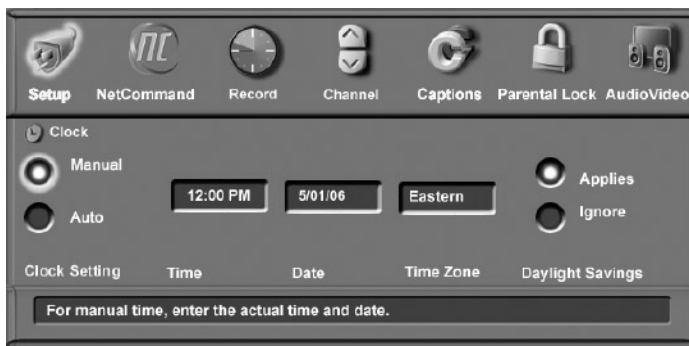 NC
C
Setup NetCommand Record Channel Captions Parental Lock AudioVideo
Clock
Manual
12:00 PM 5/01/06 Eastern Applies
Auto Ignore
Clock Setting Time Date Time Zone Daylight Savings
For manual time, enter the actual time and date.